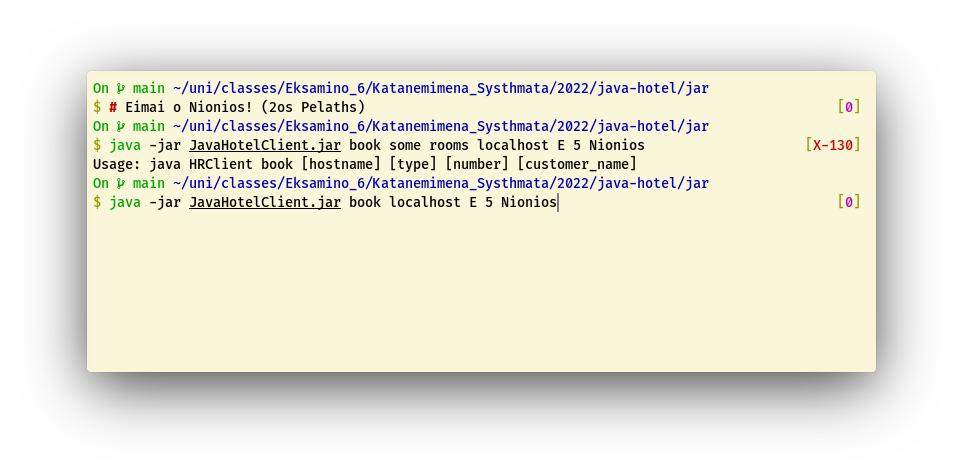 On main ~/uni/classes/Eksamino_6/Katanemimena_Systhmata/2022/java-hotel/jar
$ # Eimai o Nionios! (2os Pelaths) [0]
On main ~/uni/classes/Eksamino_6/Katanemimena_Systhmata/2022/java-hotel/jar
$ java -jar JavaHotelClient.jar book some rooms localhost E 5 Nionios [X-130]
Usage: java HRClient book [hostname] [type] [number] [customer_name]
On main ~/uni/classes/Eksamino_6/Katanemimena_Systhmata/2022/java-hotel/jar
$ java -jar JavaHotelClient.jar book localhost E 5 Nionios [0]